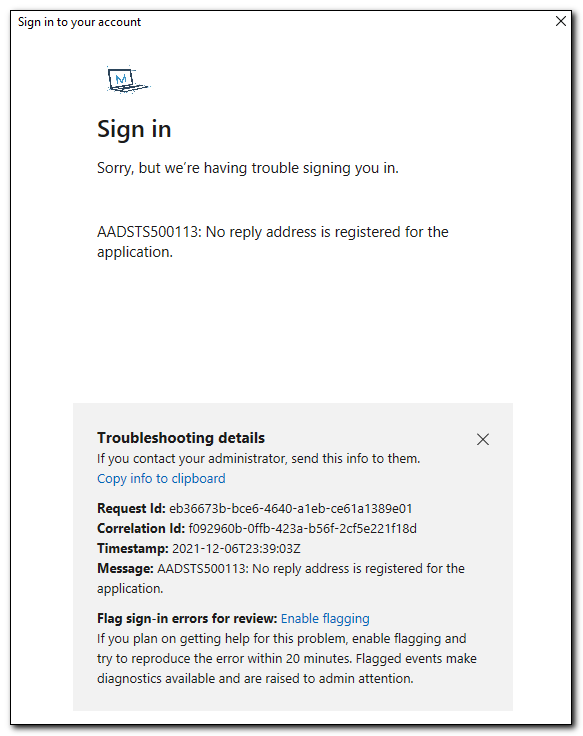 Sign in to your account
M
Sign in
Sorry, but we’re having trouble signing you in.
AADSTS500113: No reply address is registered for the
application.
Troubleshooting details
If you contact your administrator, send this info to them.
Copy info to clipboard
Request Id: eb36673b-bce6-4640-a1eb-ce61a1389e01
Correlation Id: f092960b-0ffb-423a-b56f-2cf5e221f18d
Timestamp: 2021-12-06T23:39:03Z
Message: AADSTS500113: No reply address is registered for the
application.
Flag sign-in errors for review: Enable flagging
If you plan on getting help for this problem, enable flagging and
try to reproduce the error within 20 minutes. Flagged events make
diagnostics available and are raised to admin attention.